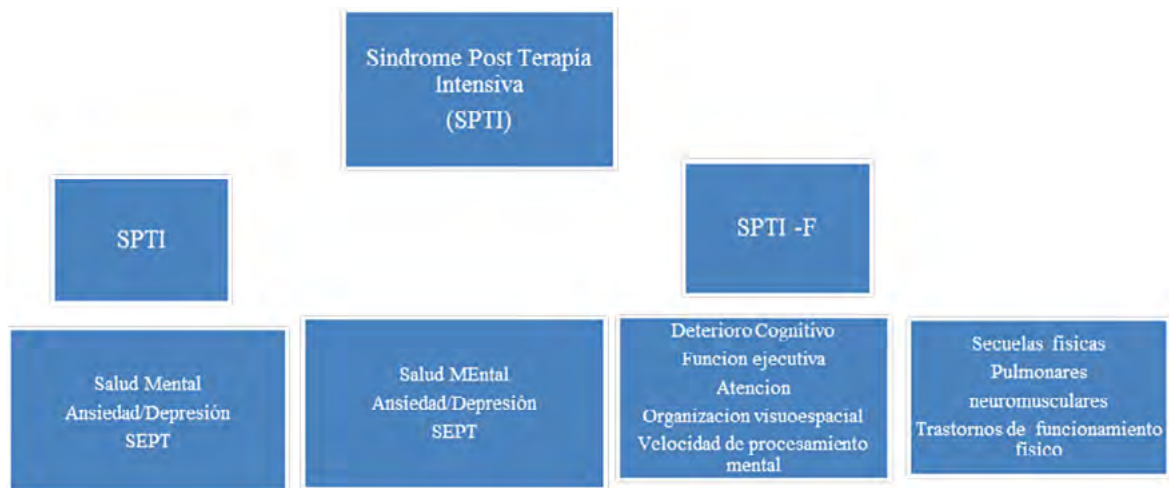 Sindrome Post Terapia
Intensiva
(SPTI)
SPTI
SPTI -F
Salud Mental
Ansiedad/Depresión
SEPT
Salud MEntal
Ansiedad/Depresión
SEPT
Deterioro Cognitivo
Funcion ejecutiva
Atencion
Organizacion visuoespacial
Velocidad de procesamiento
mental
Secuelas fisicas
Pulmonares
neuromusculares
Trastornos de funcionamiento
fisico